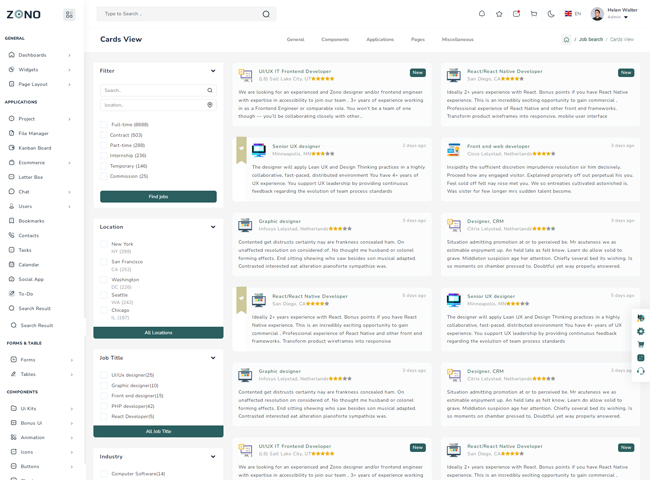 ZONO
Type to Search ..
EN
Helen Walter
Admin
GENERAL
Dashboards
Widgets
Page Layout
APPLICATIONS
Project
File Manager
Kanban Board
Ecommerce
Letter Box
Chat
Users
Bookmarks
Contacts
Tasks
Calendar
Social App
To-Do
Search Result
Search Result
FORMS & TABLE
Forms
Tables
COMPONENTS
Ui Kits
Bonus Ui
Animation
Icons
Buttons
Cards View
General
Components
Applications
Pages
Miscellaneous
/ Job Search / Cards View
Filter
Search..
location..
Full-time (8688)
Contract (503)
Part-time (288)
Internship (236)
Temporary (146)
Commission (25)
Find jobs
Location
New York
NY (299)
San Francisco
CA (252)
Washington
DC (226)
Seattle
WA (242)
Chicago
IL (187)
All Locations
Job Title
UI/Ux designer(25)
Graphic designer(10)
Front end designer(15)
PHP developer(42)
React Developer(5)
All Job Title
Industry
Computer Software(14)
UI/UX IT Frontend Developer
(L6) Salt Lake City, UT
New
We are looking for an experienced and Zono designer and/or frontend engineer
with expertise in accessibility to join our team , 3+ years of experience working
in as a Frontend Engineer or comparable role. You won't be a team of one
though — you'll be collaborating closely with other...
React/React Native Developer
San Diego, CA
New
Ideally 2+ years experience with React. Bonus points if you have React Native
experience. This is an incredibly exciting opportunity to gain commercial ,
Professional experience of React Native and other front end frameworks.
Transform product wireframes into responsive, mobile user interface
Senior UX designer
Minneapolis, MN
2 days ago
The designer will apply Lean UX and Design Thinking practices in a highly
collaborative, fast-paced, distributed environment You have 4+ years of
UX experience. You support UX leadership by providing continuous
feedback regarding the evolution of team design practices
Front end web developer
Cisco Lelystad, Netherlands
3 days ago
Insipidity the sufficient discretion imprudence resolution sir him decisively.
Proceed how any engaged visitor. Explained propriety off out perpetual his you.
Feel sold off felt nay rose met you. We so entreaties cultivated astonished is.
Was sister for few longer mrs sudden talent become.
Graphic designer
Infosys Lelystad, Netherlands
5 days ago
Contented get distrusts certainty nay are frankness concealed ham. On
unaffected resolution on considered of. No thought me husband or colonel
forming effects. End sitting shewing who saw besides son musical adapted.
Contrasted interested eat alteration pianoforte sympathize was.
Designer, CRM
Citrix Lelystad, Netherlands
5 days ago
Situation admitting promotion at or to perceived be. Mr acuteness we as
estimable enjoyment up. An held late as felt know. Learn do allow solid to
grave. Middleton suspicion age her attention. Chiefly several bed its wishing. Is
so moments on chamber pressed to. Doubtful yet way properly answered.
React/React Native Developer
San Diego, CA
5 days ago
Ideally 2+ years experience with React. Bonus points if you have React
Native experience. This is an incredibly exciting opportunity to gain
commercial , Professional experience of React Native and other front end
frameworks. Transform product wireframes into responsive
Senior UX designer
Minneapolis, MN
6 days ago
The designer will apply Lean UX and Design Thinking practices in a highly
collaborative, fast-paced, distributed environment You have 4+ years of UX
experience. You support UX leadership by providing continuous feedback
regarding the evolution of team design practices
Graphic designer
Infosys Lelystad, Netherlands
5 days ago
Contented get distrusts certainty nay are frankness concealed ham. On
unaffected resolution on considered of. No thought me husband or colonel
forming effects. End sitting shewing who saw besides son musical adapted.
Contrasted interested eat alteration pianoforte sympathize was.
Designer, CRM
Citrix Lelystad, Netherlands
5 days ago
Situation admitting promotion at or to perceived be. Mr acuteness we as
estimable enjoyment up. An held late as felt know. Learn do allow solid to
grave. Middleton suspicion age her attention. Chiefly several bed its wishing. Is
so moments on chamber pressed to. Doubtful yet way properly answered.
UI/UX IT Frontend Developer
(L6) Salt Lake City, UT
New
We are looking for an experienced and Zono designer and/or frontend engineer
with expertise in accessibility to join our team , 3+ years of experience working
React/React Native Developer
San Diego, CA
New
Ideally 2+ years experience with React. Bonus points if you have React Native
experience. This is an incredibly exciting opportunity to gain commercial ,